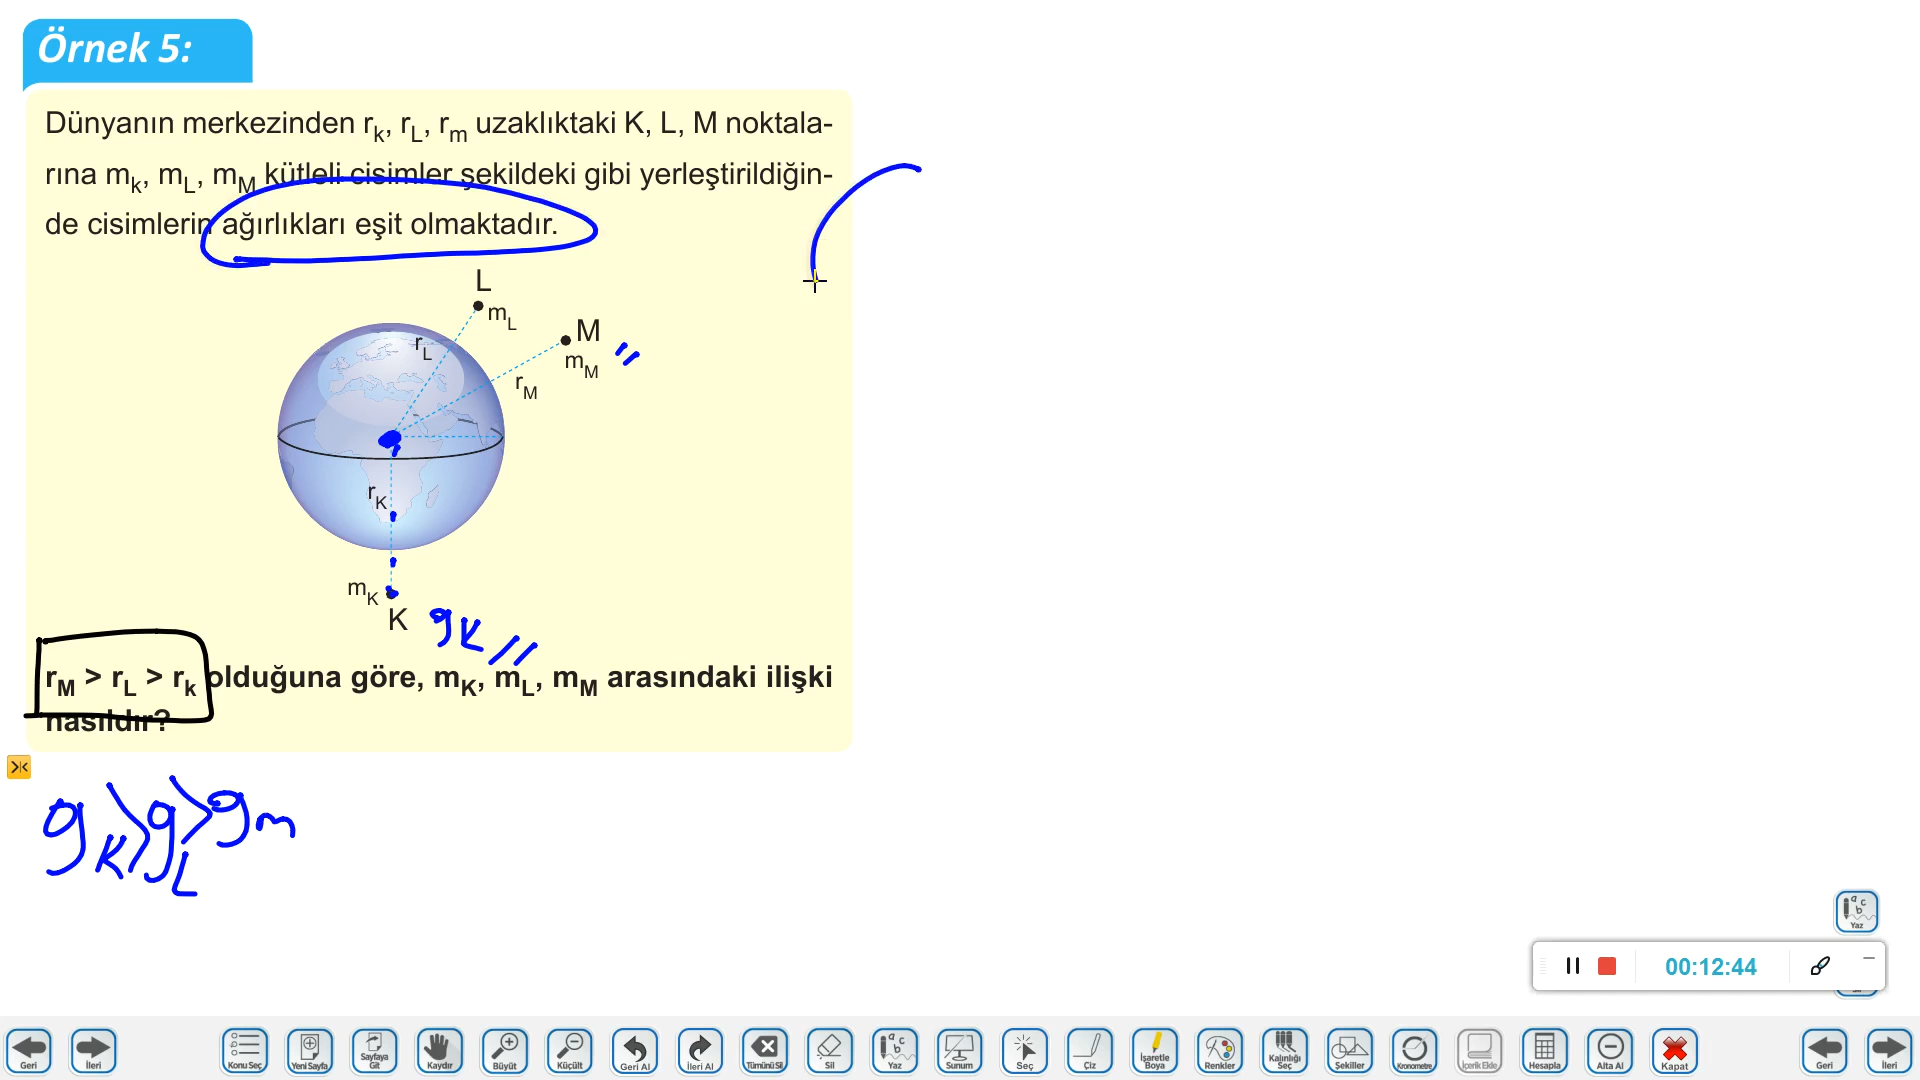 Örnek 5:
Dünyanın merkezinden rk, rL, rm uzaklıktaki K, L, M noktala-
rına mk, mL, mM kütleli cisimler şekildeki gibi yerleştirildiğin-
de cisimlerin ağırlıkları eşit olmaktadır.
L
mL
M
mM
rL
rM
rK
mK
K
gK
rM > rL > rk olduğuna göre, mK, mL, mM arasındaki ilişki
nasıldır?
gK > gL > gm
Yaz
00:12:44
Geri İleri Konu Seç Yeni Sayfa Sayfaya Git Kaydır Büyüt Küçült Geri Al İleri Al Tümünü Sil Sil Yaz Sunum Seç Çiz İşaretle Boya Renkler Kalınlığı Seç Şekiller Kronometre İçerik Ekle Hesapla Alta Al Kapat Geri İleri